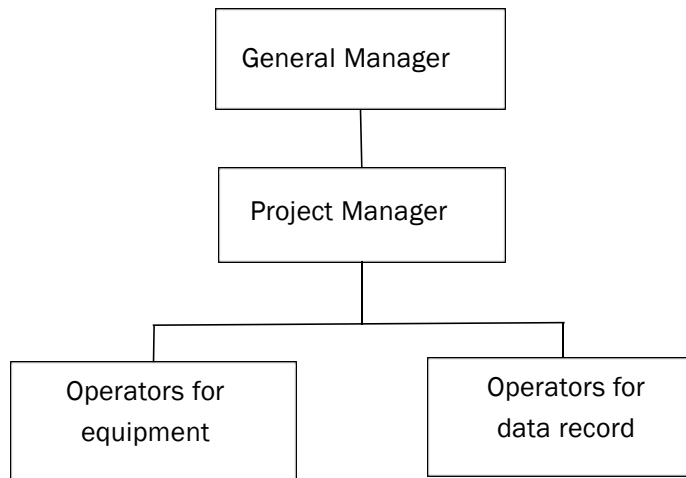 General Manager
Project Manager
Operators for
equipment
Operators for
data record